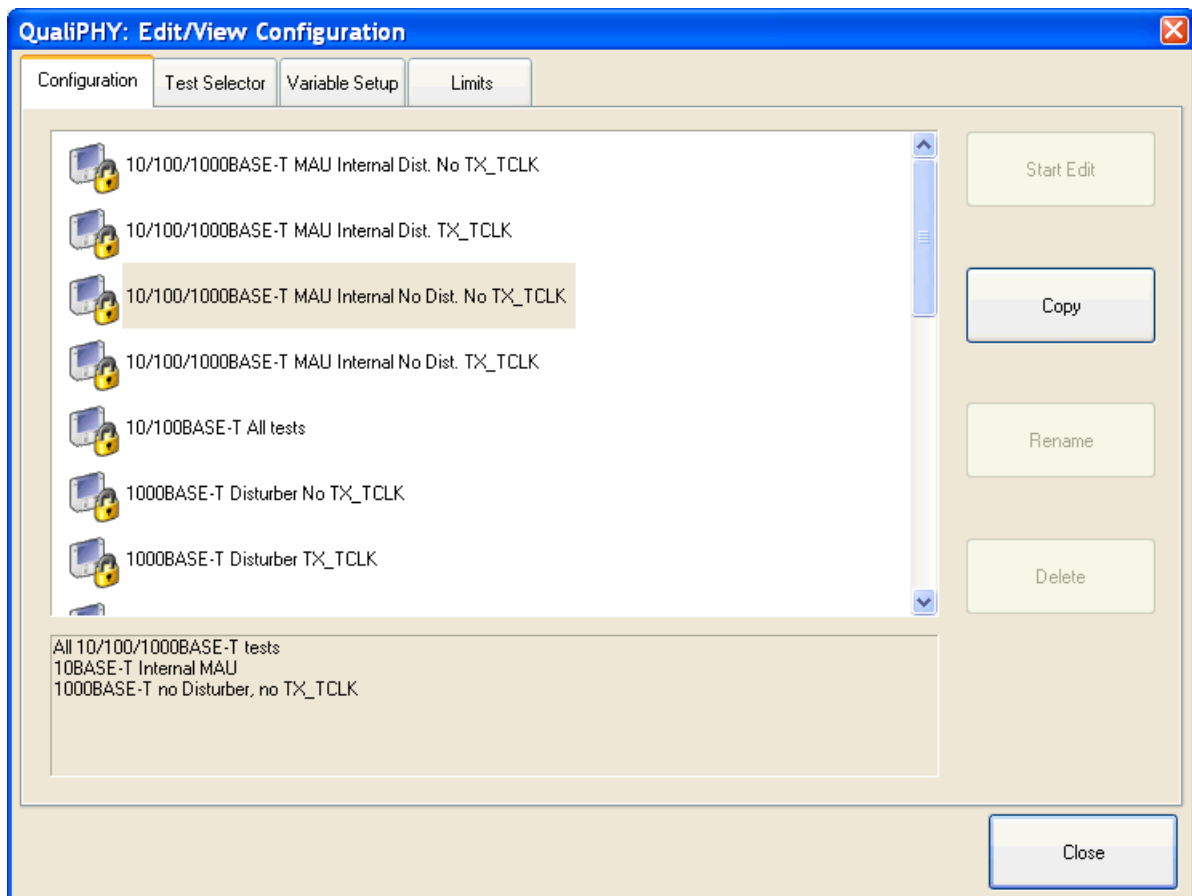 QualiPHY: Edit/View Configuration
Configuration
Test Selector
Variable Setup
Limits
10/100/1000BASE-T MAU Internal Dist. No TX_TCLK
10/100/1000BASE-T MAU Internal Dist. TX_TCLK
10/100/1000BASE-T MAU Internal No Dist. No TX_TCLK
10/100/1000BASE-T MAU Internal No Dist. TX_TCLK
10/100BASE-T All tests
1000BASE-T Disturber No TX_TCLK
1000BASE-T Disturber TX_TCLK
Start Edit
Copy
Rename
Delete
All 10/100/1000BASE-T tests
10BASE-T Internal MAU
1000BASE-T no Disturber, no TX_TCLK
Close